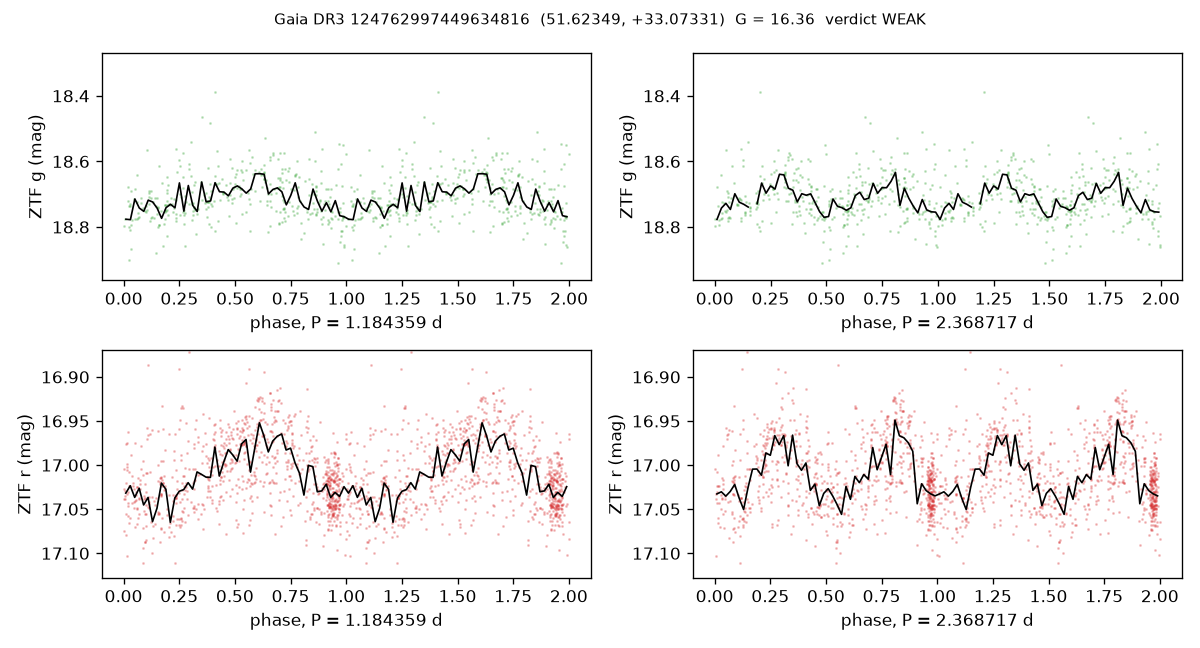 Gaia DR3 124762997449634816  (51.62349, +33.07331)  G = 16.36  verdict WEAK
ZTF g (mag)
18.4
18.6
18.8
0.00 0.25 0.50 0.75 1.00 1.25 1.50 1.75 2.00
phase, P = 1.184359 d
ZTF g (mag)
18.4
18.6
18.8
0.00 0.25 0.50 0.75 1.00 1.25 1.50 1.75 2.00
phase, P = 2.368717 d
ZTF r (mag)
16.90
16.95
17.00
17.05
17.10
0.00 0.25 0.50 0.75 1.00 1.25 1.50 1.75 2.00
phase, P = 1.184359 d
ZTF r (mag)
16.90
16.95
17.00
17.05
17.10
0.00 0.25 0.50 0.75 1.00 1.25 1.50 1.75 2.00
phase, P = 2.368717 d